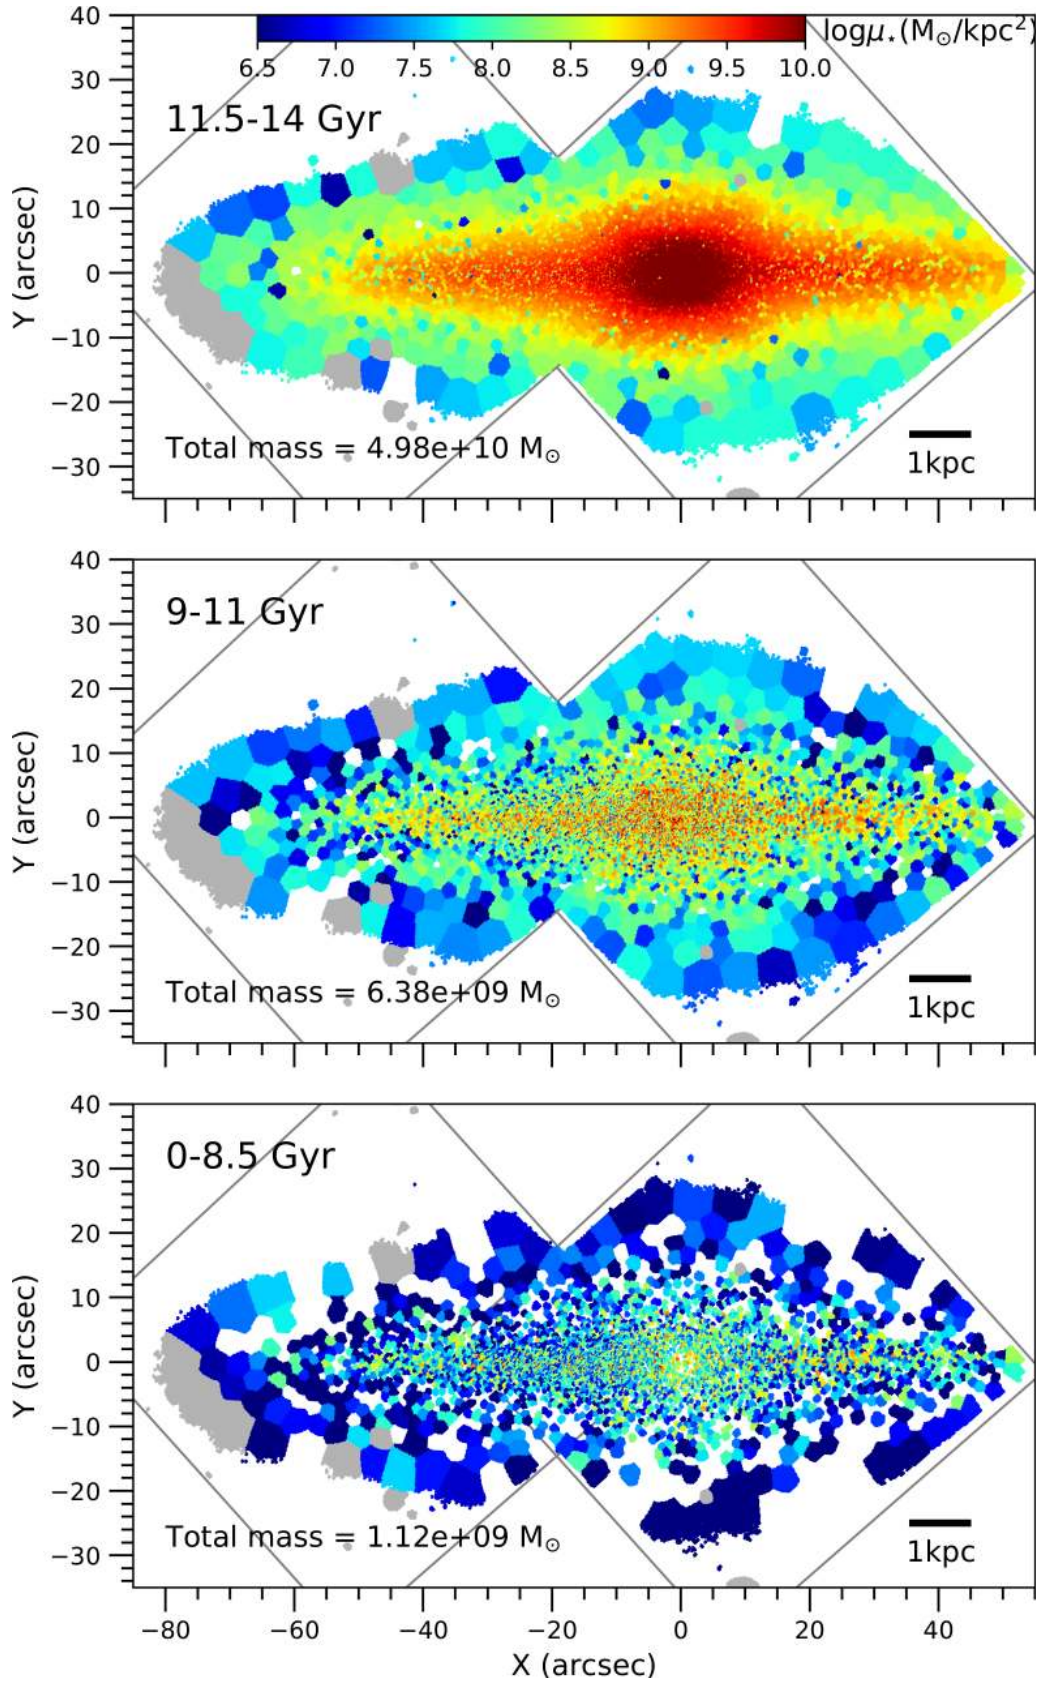 40
30
20
10
0
−10
−20
−30
Y (arcsec)
6.5 7.0 7.5 8.0 8.5 9.0 9.5 10.0
logμ⋆(M⊙/kpc²)
11.5-14 Gyr
Total mass = 4.98e+10 M⊙
1kpc
40
30
20
10
0
−10
−20
−30
Y (arcsec)
9-11 Gyr
Total mass = 6.38e+09 M⊙
1kpc
40
30
20
10
0
−10
−20
−30
Y (arcsec)
0-8.5 Gyr
Total mass = 1.12e+09 M⊙
1kpc
−80 −60 −40 −20 0 20 40
X (arcsec)